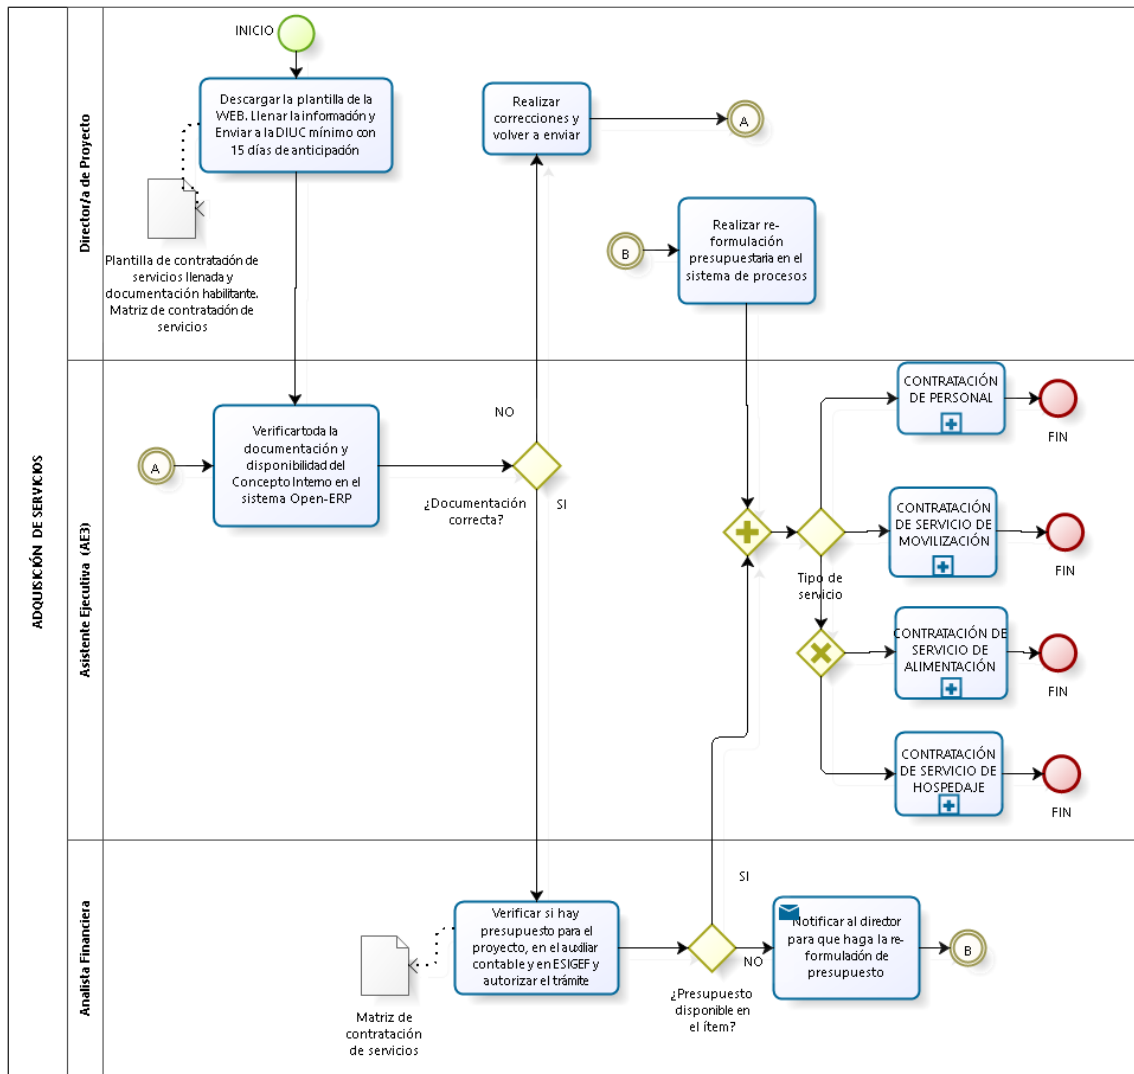 ADQUISICIÓN DE SERVICIOS
Director/a de Proyecto
INICIO
Descargar la plantilla de la
WEB. Llenar la información y
Enviar a la DIUC mínimo con
15 días de anticipación
Plantilla de contratación de
servicios llenada y
documentación habilitante.
Matriz de contratación de
servicios
Realizar
correcciones y
volver a enviar
A
B
Realizar re-
formulación
presupuestaria en el
sistema de procesos
Asistente Ejecutiva (AE3)
A
Verificartoda la
documentación y
disponibilidad del
Concepto Interno en el
sistema Open-ERP
NO
¿Documentación
correcta?
SI
Tipo de
servicio
CONTRATACIÓN
DE PERSONAL
FIN
CONTRATACIÓN
DE SERVICIO DE
MOVILIZACIÓN
FIN
CONTRATACIÓN DE
SERVICIO DE
ALIMENTACIÓN
FIN
CONTRATACIÓN
DE SERVICIO DE
HOSPEDAJE
FIN
Analista Financiera
Verificar si hay
presupuesto para el
proyecto, en el auxiliar
contable y en ESIGEF y
autorizar el trámite
Matriz de
contratación
de servicios
SI
NO
¿Presupuesto
disponible en
el ítem?
Notificar al director
para que haga la re-
formulación de
presupuesto
B